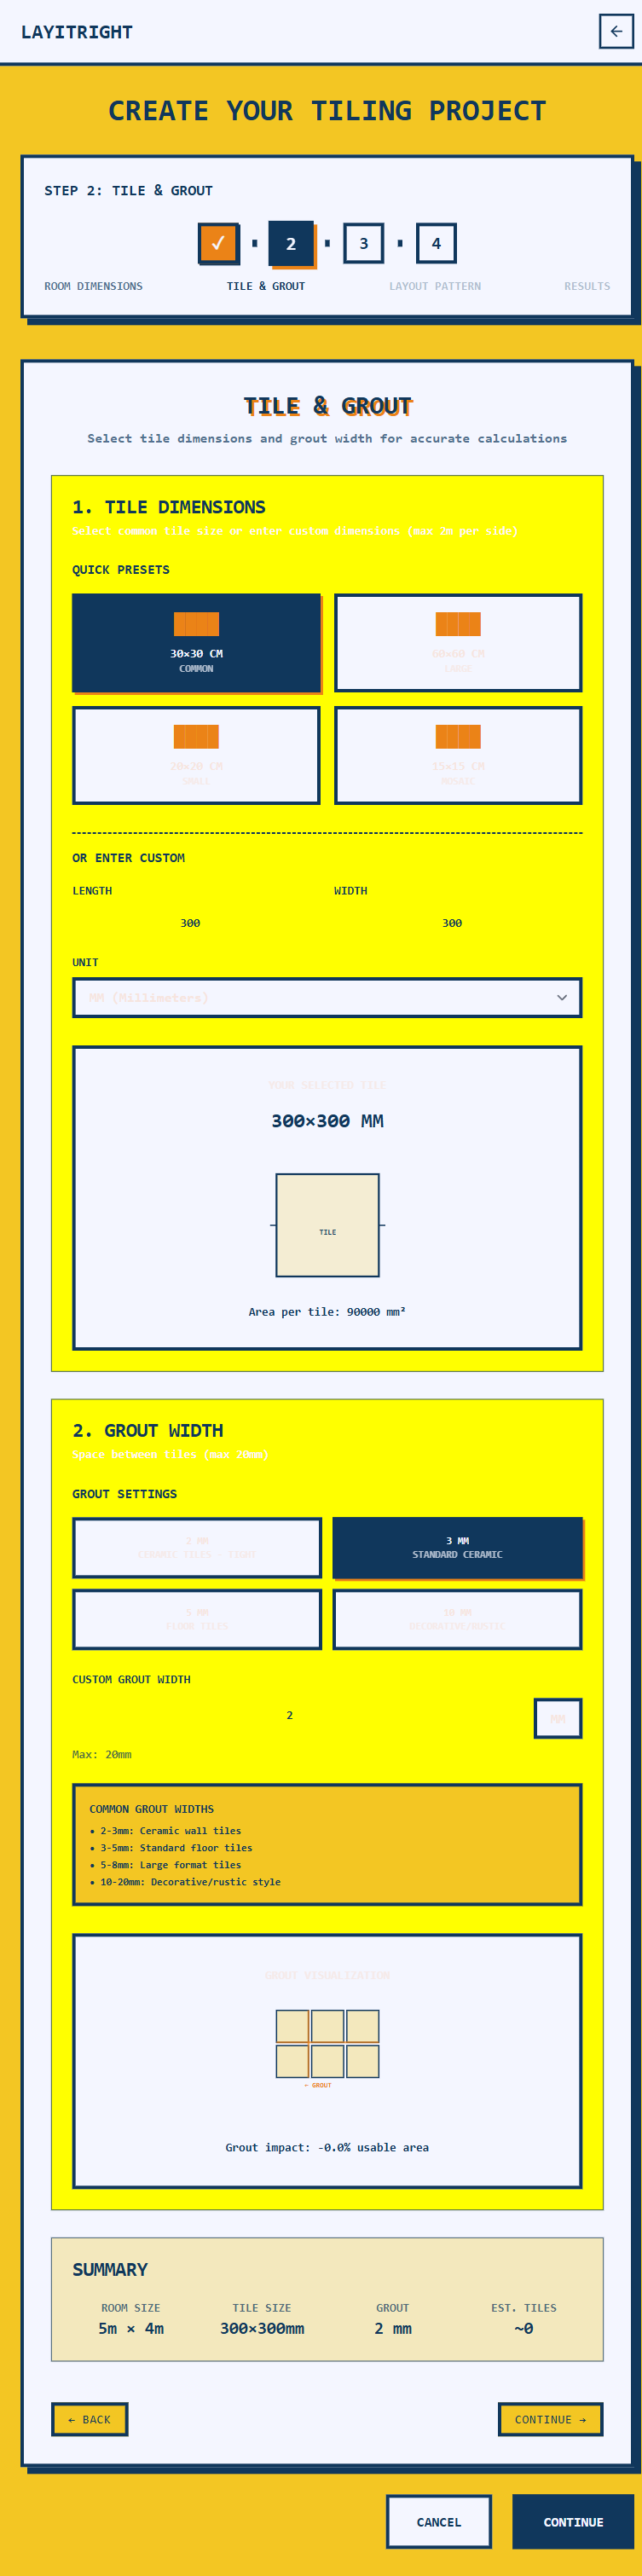 LAYITRIGHT
←
CREATE YOUR TILING PROJECT
STEP 2: TILE & GROUT
✓ 2 3 4
ROOM DIMENSIONS TILE & GROUT LAYOUT PATTERN RESULTS
TILE & GROUT
Select tile dimensions and grout width for accurate calculations
1. TILE DIMENSIONS
Select common tile size or enter custom dimensions (max 2m per side)
QUICK PRESETS
30×30 CM
COMMON
60×60 CM
LARGE
20×20 CM
SMALL
15×15 CM
MOSAIC
OR ENTER CUSTOM
LENGTH WIDTH
300 300
UNIT
MM (Millimeters)
YOUR SELECTED TILE
300×300 MM
TILE
Area per tile: 90000 mm²
2. GROUT WIDTH
Space between tiles (max 20mm)
GROUT SETTINGS
2 MM
CERAMIC TILES - TIGHT
3 MM
STANDARD CERAMIC
5 MM
FLOOR TILES
10 MM
DECORATIVE/RUSTIC
CUSTOM GROUT WIDTH
2 MM
Max: 20mm
COMMON GROUT WIDTHS
• 2-3mm: Ceramic wall tiles
• 3-5mm: Standard floor tiles
• 5-8mm: Large format tiles
• 10-20mm: Decorative/rustic style
GROUT VISUALIZATION
← GROUT
Grout impact: -0.0% usable area
SUMMARY
ROOM SIZE TILE SIZE GROUT EST. TILES
5m × 4m 300×300mm 2 mm ~0
← BACK CONTINUE →
CANCEL CONTINUE